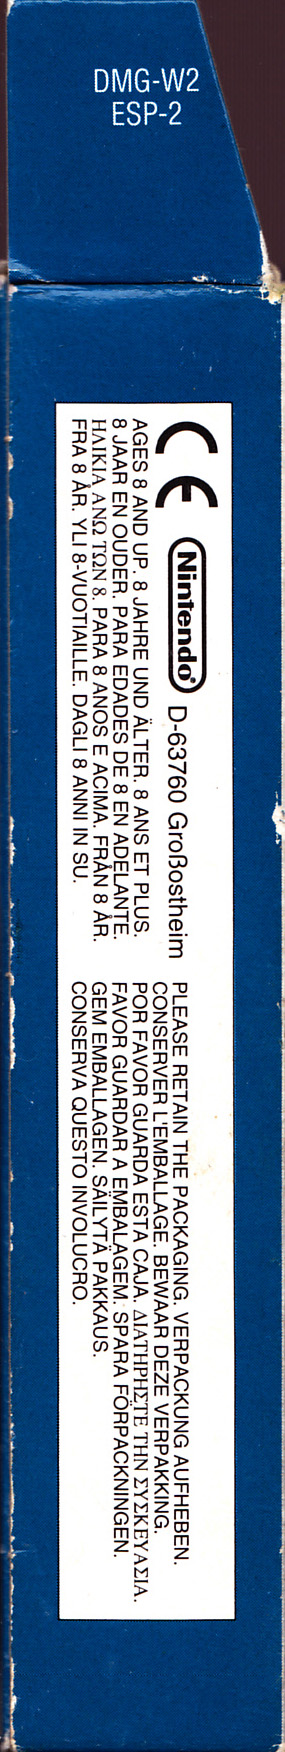 DMG-W2
ESP-2
CE Nintendo® D-63760 Großostheim
AGES 8 AND UP. 8 JAHRE UND ÄLTER. 8 ANS ET PLUS.
8 JAAR EN OUDER. PARA EDADES DE 8 EN ADELANTE.
ΗΛΙΚΙΑ ΑΝΩ ΤΩΝ 8. PARA 8 ANOS E ACIMA. FRÅN 8 ÅR.
FRA 8 ÅR. YLI 8-VUOTIAILLE. DAGLI 8 ANNI IN SU.
PLEASE RETAIN THE PACKAGING. VERPACKUNG AUFHEBEN.
CONSERVER L'EMBALLAGE. BEWAAR DEZE VERPAKKING.
POR FAVOR GUARDA ESTA CAJA. ΔΙΑΤΗΡΗΣΤΕ ΤΗΝ ΣΥΣΚΕΥΑΣΙΑ.
FAVOR GUARDAR A EMBALAGEM. SPARA FÖRPACKNINGEN.
GEM EMBALLAGEN. SÄILYTÄ PAKKAUS.
CONSERVA QUESTO INVOLUCRO.